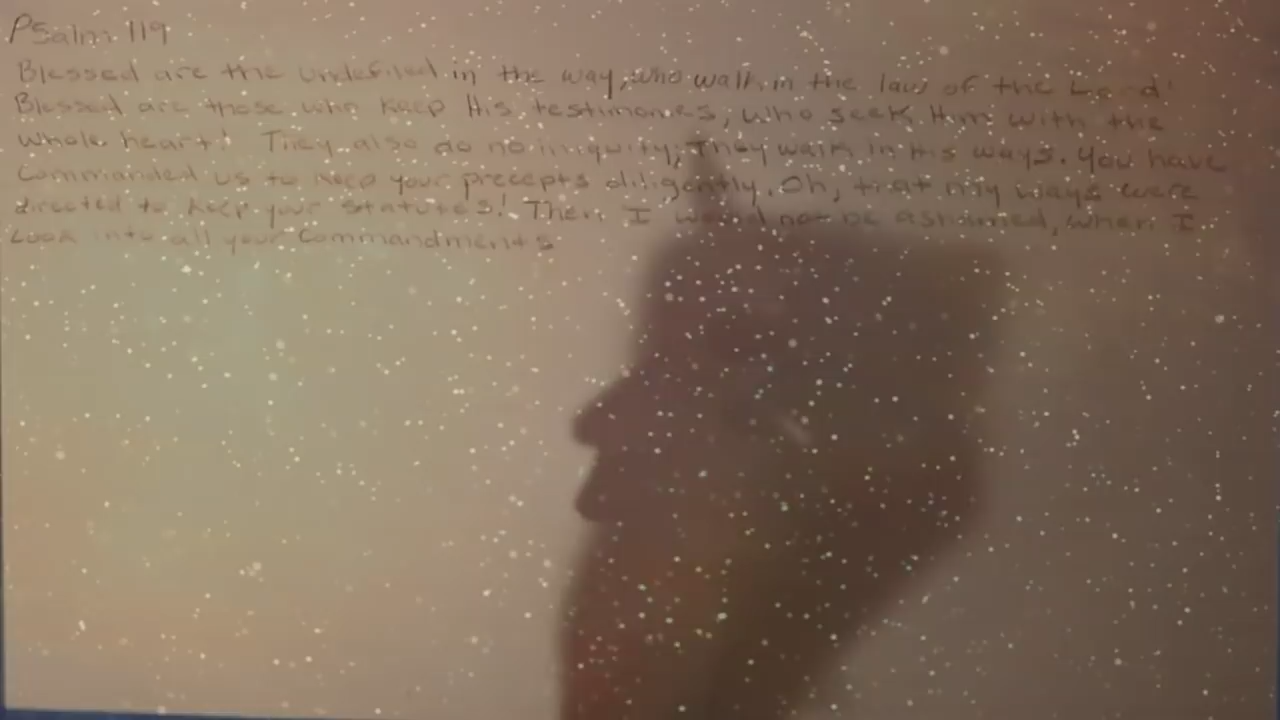 Psalm 119
Blessed are the undefiled in the way, who walk in the law of the Lord!
Blessed are those who keep His testimonies, who seek Him with the
whole heart! They also do no iniquity; They walk in His ways. You have
Commanded us to keep your precepts diligently. Oh, that my ways were
directed to keep your statutes! Then I would not be ashamed, when I
Look into all your Commandments